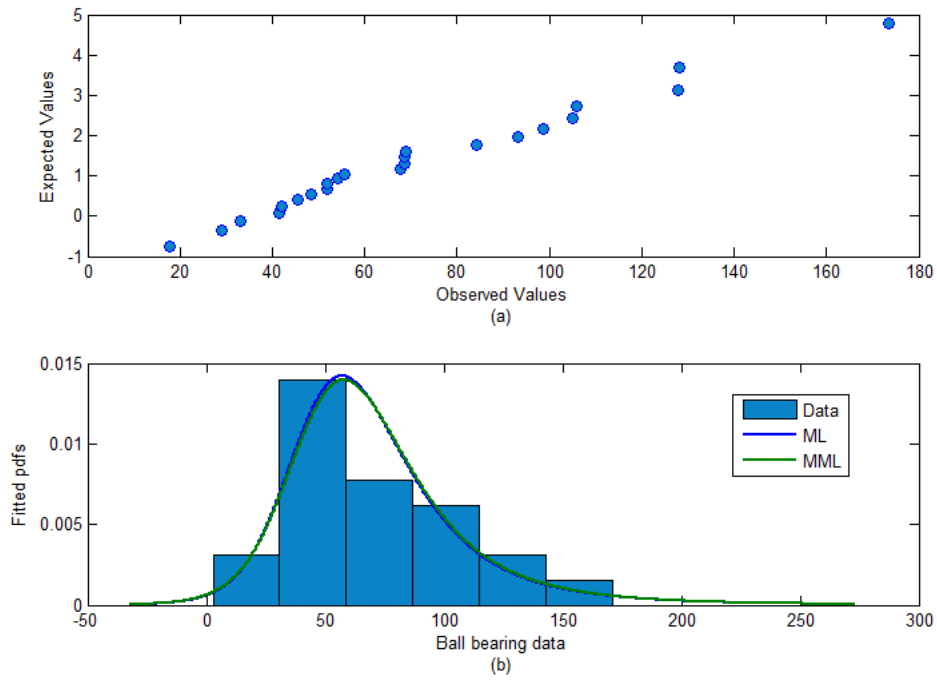 5
4
3
2
1
0
-1
Expected Values
0 20 40 60 80 100 120 140 160 180
Observed Values
(a)
0.015
0.01
0.005
0
Fitted pdfs
Data
ML
MML
-50 0 50 100 150 200 250 300
Ball bearing data
(b)